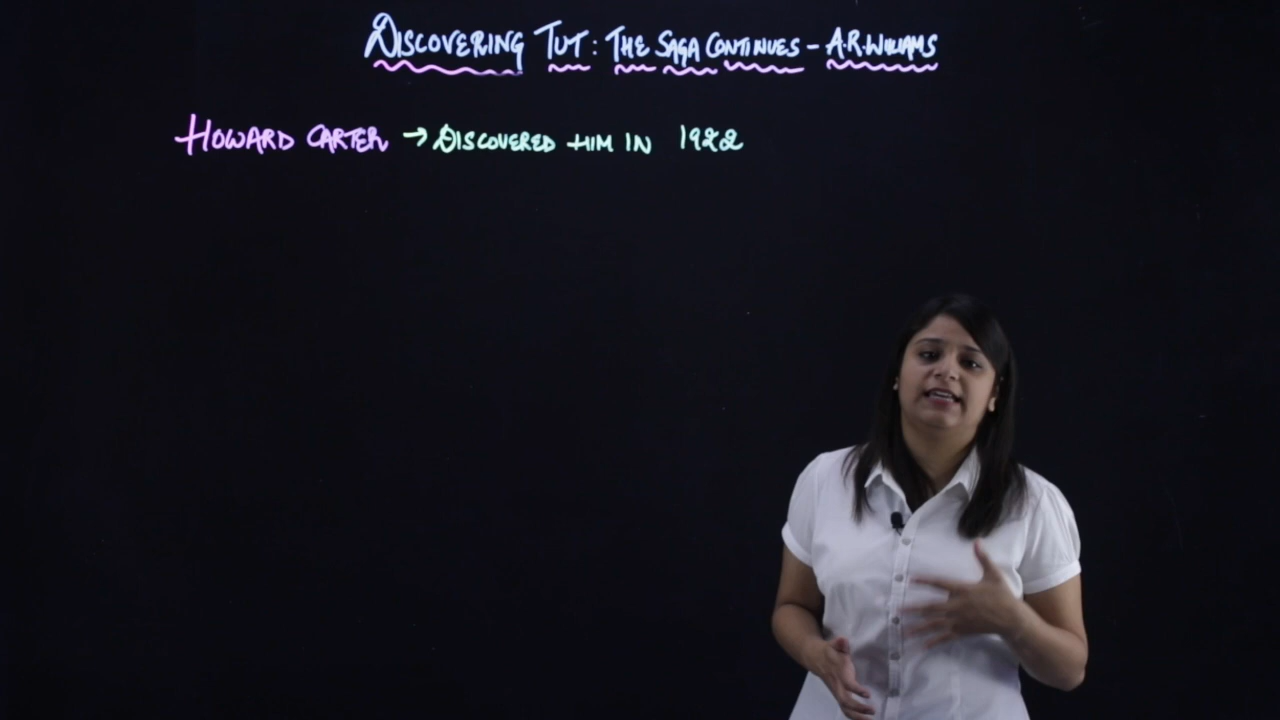 DISCOVERING TUT: THE SAGA CONTINUES - A.R.WILLIAMS
HOWARD CARTER → DISCOVERED HIM IN 1922